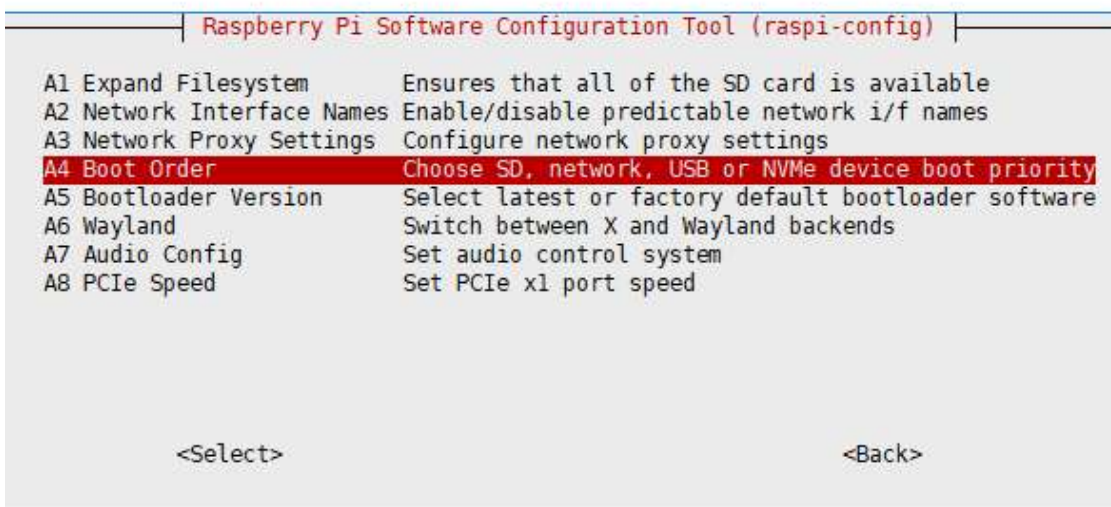 Raspberry Pi Software Configuration Tool (raspi-config)
A1 Expand Filesystem Ensures that all of the SD card is available
A2 Network Interface Names Enable/disable predictable network i/f names
A3 Network Proxy Settings Configure network proxy settings
A4 Boot Order Choose SD, network, USB or NVMe device boot priority
A5 Bootloader Version Select latest or factory default bootloader software
A6 Wayland Switch between X and Wayland backends
A7 Audio Config Set audio control system
A8 PCIe Speed Set PCIe x1 port speed
<Select> <Back>